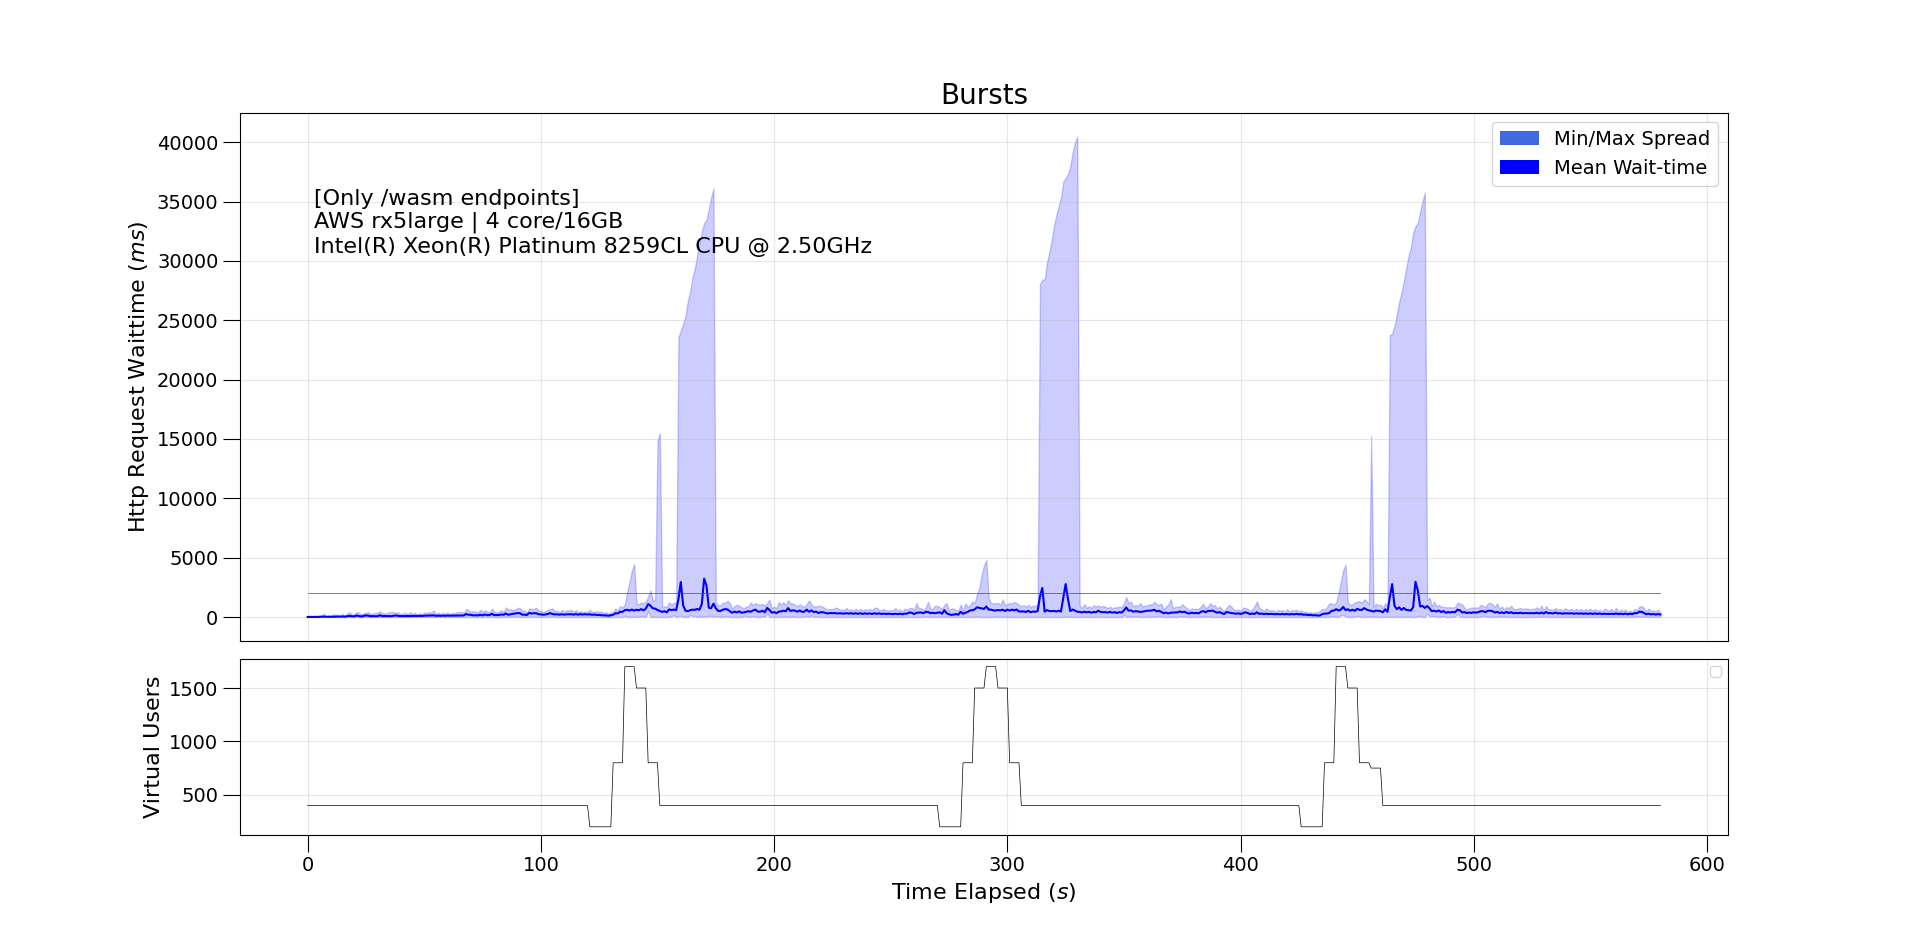 Bursts
Http Request Waittime (ms)
40000
35000
30000
25000
20000
15000
10000
5000
0
[Only /wasm endpoints]
AWS rx5large | 4 core/16GB
Intel(R) Xeon(R) Platinum 8259CL CPU @ 2.50GHz
Min/Max Spread
Mean Wait-time
Virtual Users
1500
1000
500
0 100 200 300 400 500 600
Time Elapsed (s)